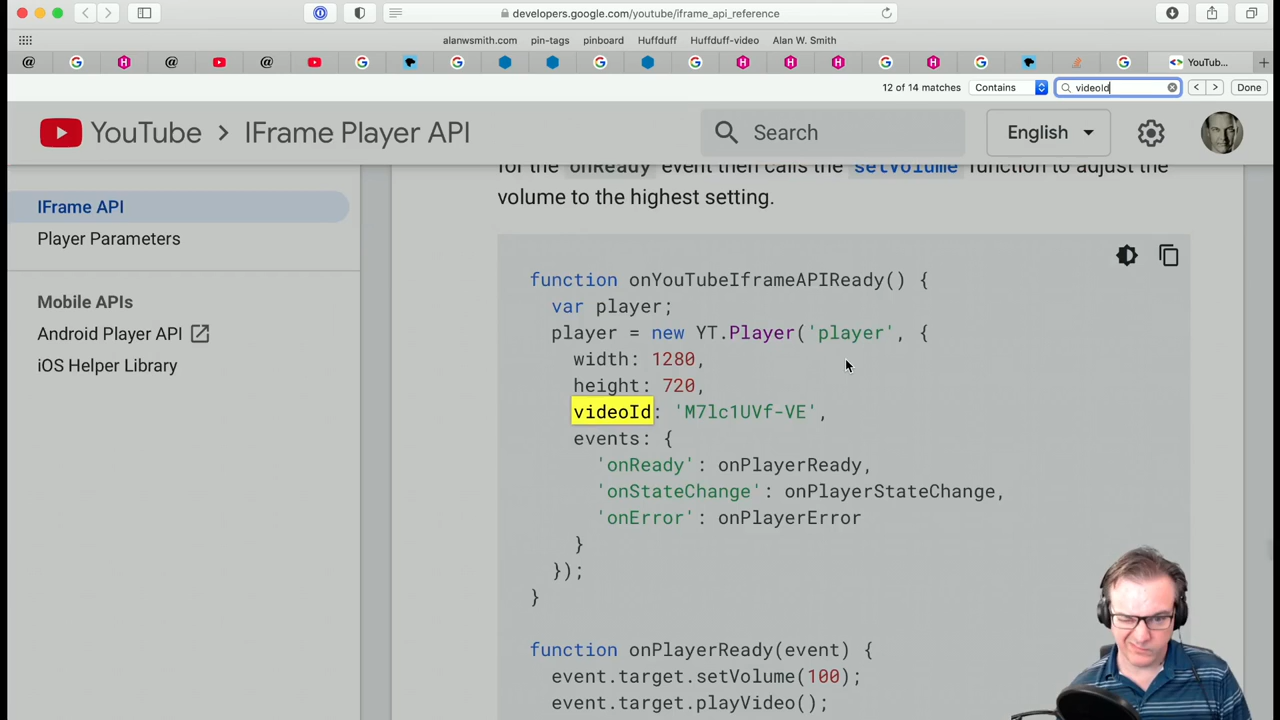 developers.google.com/youtube/iframe_api_reference
alanwsmith.com pin-tags pinboard Huffduff Huffduff-video Alan W. Smith
YouTub...
12 of 14 matches Contains videoId Done
YouTube > IFrame Player API Search English
IFrame API
Player Parameters
Mobile APIs
Android Player API
iOS Helper Library
for the onReady event then calls the setVolume function to adjust the
volume to the highest setting.
function onYouTubeIframeAPIReady() {
var player;
player = new YT.Player('player', {
width: 1280,
height: 720,
videoId: 'M7lc1UVf-VE',
events: {
'onReady': onPlayerReady,
'onStateChange': onPlayerStateChange,
'onError': onPlayerError
}
});
}
function onPlayerReady(event) {
event.target.setVolume(100);
event.target.playVideo();